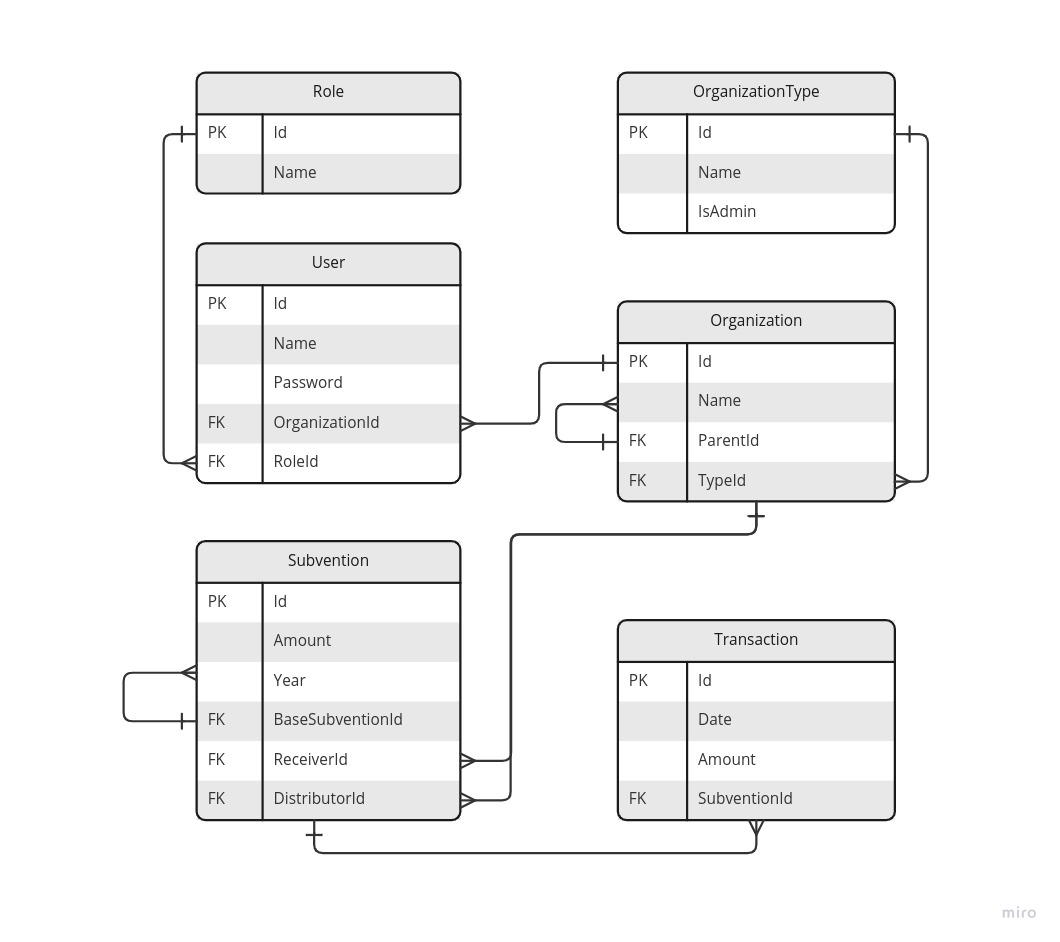 Role
PK Id
Name
User
PK Id
Name
Password
FK OrganizationId
FK RoleId
OrganizationType
PK Id
Name
IsAdmin
Organization
PK Id
Name
FK ParentId
FK TypeId
Subvention
PK Id
Amount
Year
FK BaseSubventionId
FK ReceiverId
FK DistributorId
Transaction
PK Id
Date
Amount
FK SubventionId
miro